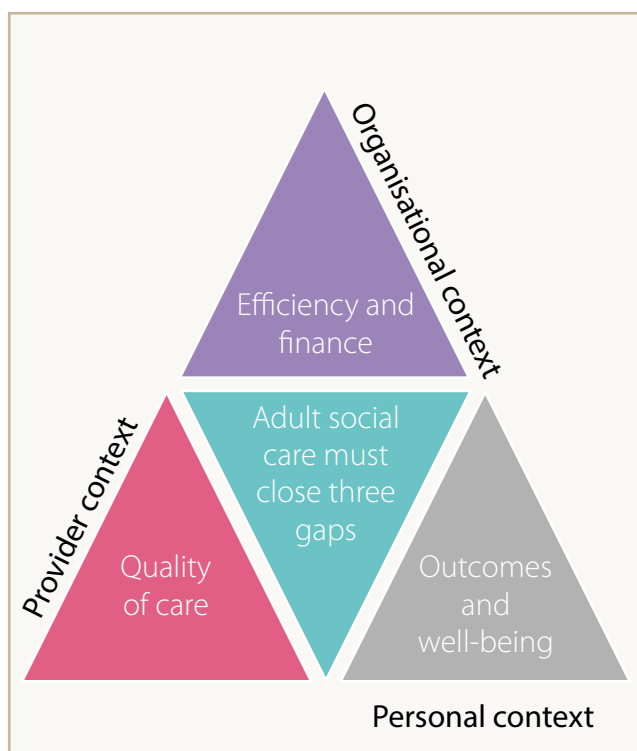 Organisational context
Efficiency and
finance
Provider context
Adult social
care must
close three
gaps
Quality
of care
Outcomes
and
well-being
Personal context